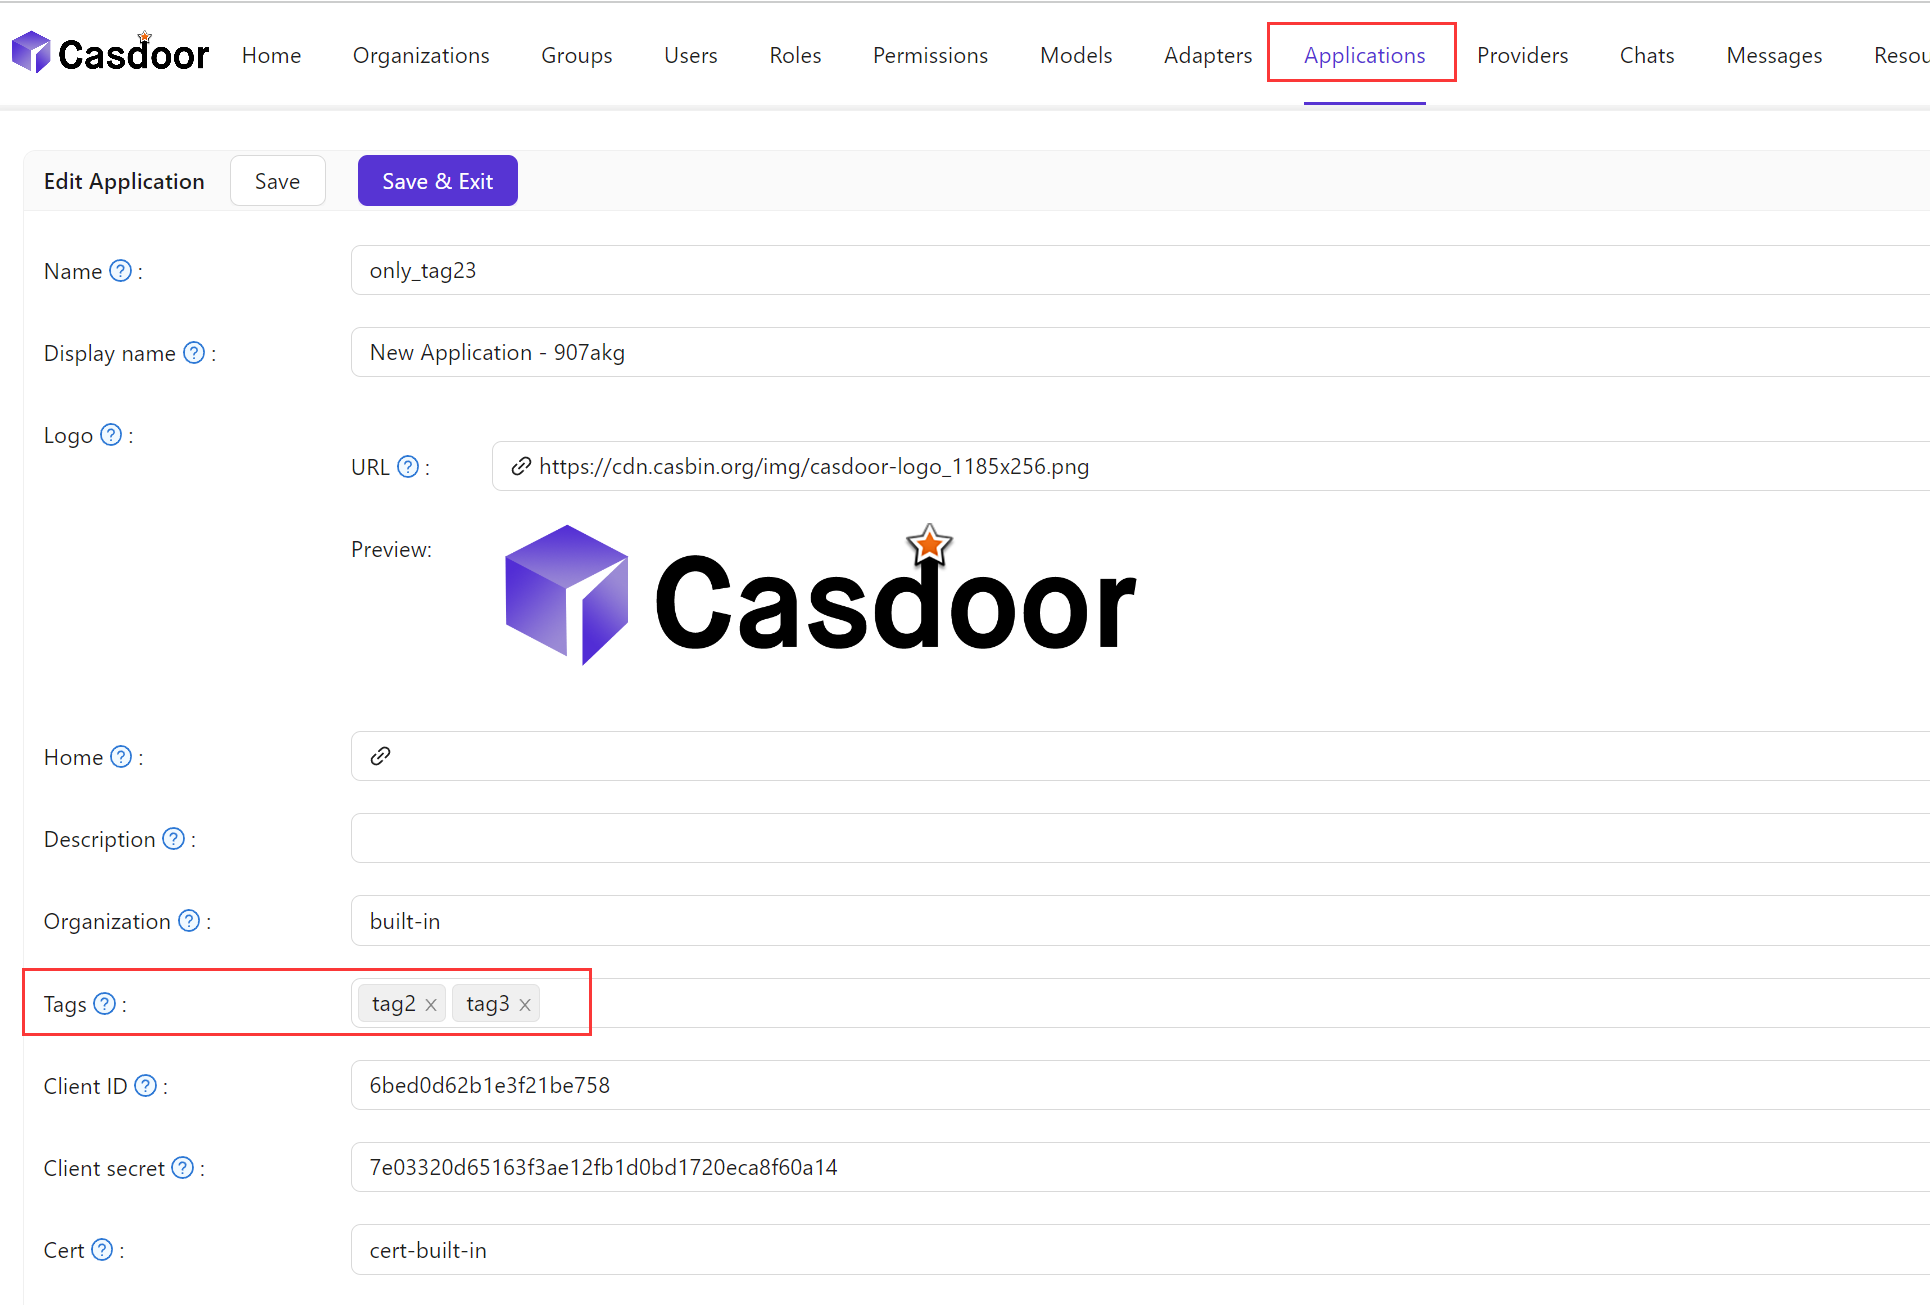 Casdoor Home Organizations Groups Users Roles Permissions Models Adapters Applications Providers Chats Messages Resou
Edit Application Save Save & Exit
Name ? : only_tag23
Display name ? : New Application - 907akg
Logo ? :
URL ? : https://cdn.casbin.org/img/casdoor-logo_1185x256.png
Preview: Casdoor
Home ? :
Description ? :
Organization ? : built-in
Tags ? : tag2 × tag3 ×
Client ID ? : 6bed0d62b1e3f21be758
Client secret ? : 7e03320d65163f3ae12fb1d0bd1720eca8f60a14
Cert ? : cert-built-in